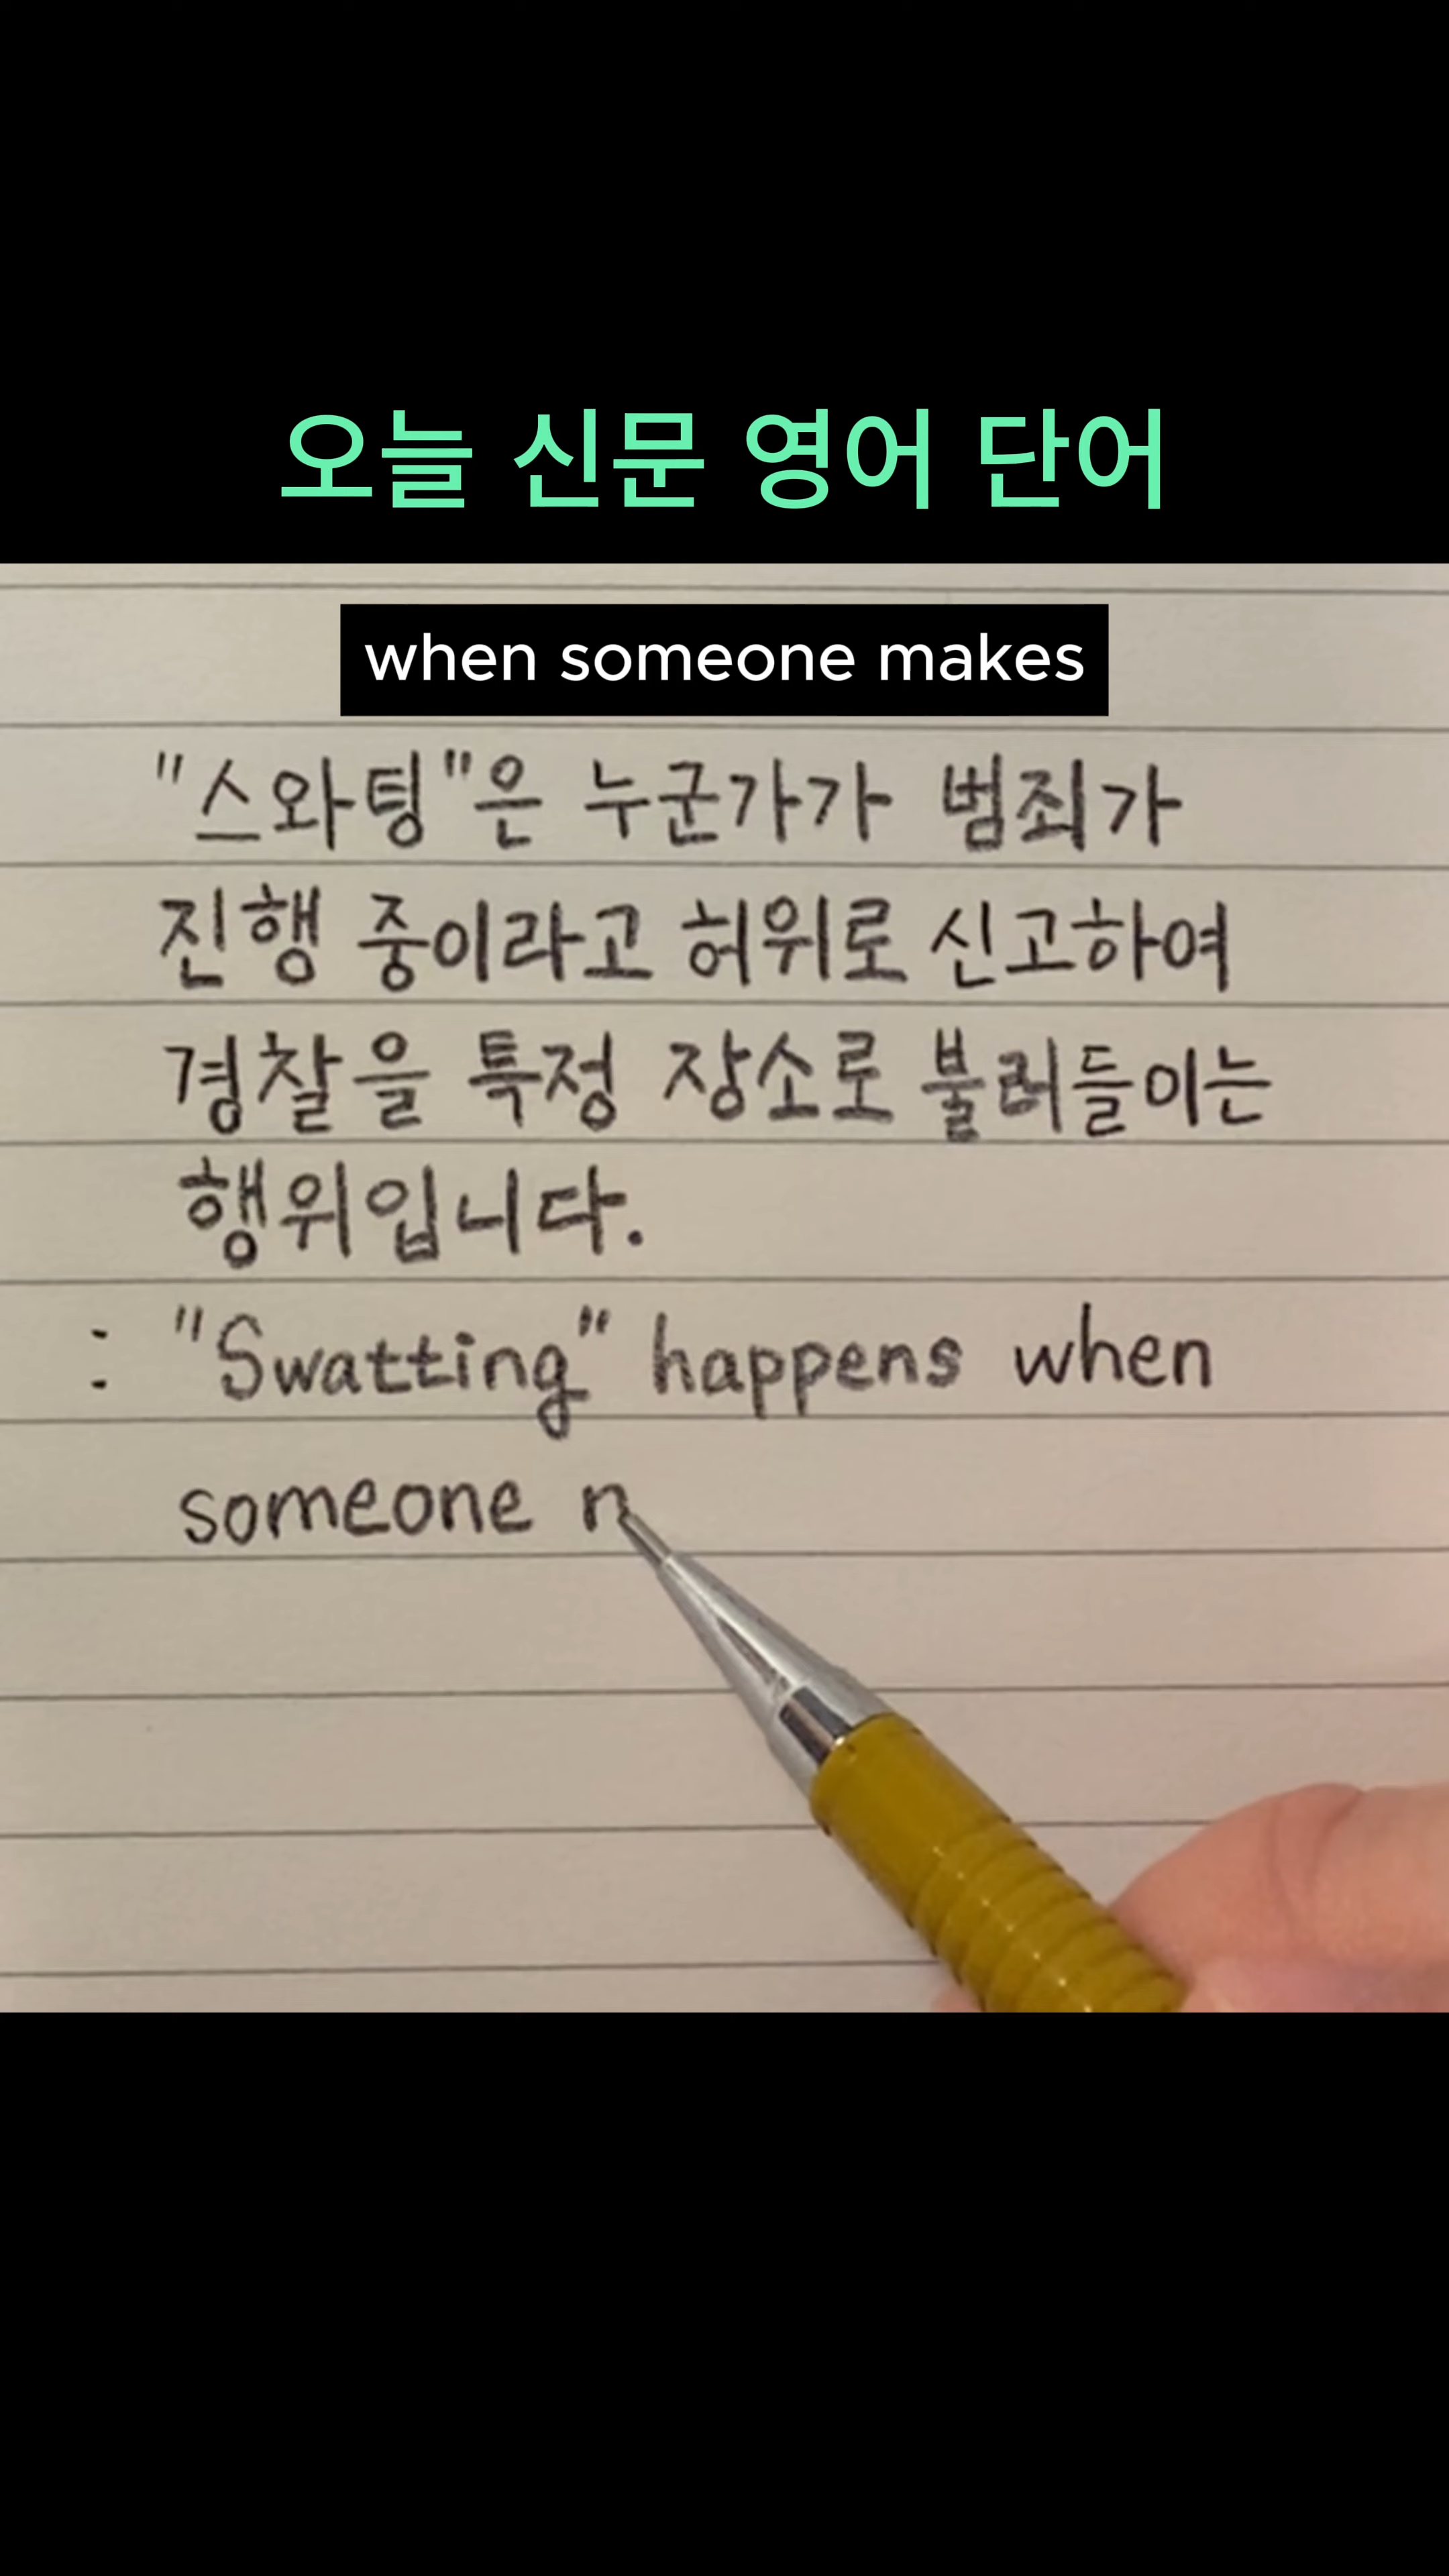 오늘 신문 영어 단어
when someone makes
"스와팅"은 누군가가 범죄가
진행 중이라고 허위로 신고하여
경찰을 특정 장소로 불러들이는
행위입니다.
: "Swatting" happens when
someone n